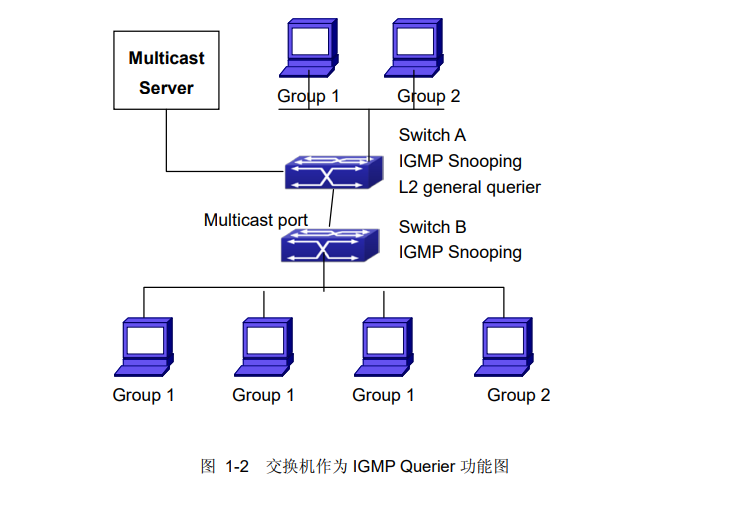 Multicast
Server
Group 1
Group 2
Switch A
IGMP Snooping
L2 general querier
Multicast port
Switch B
IGMP Snooping
Group 1
Group 1
Group 1
Group 2
图 1-2 交换机作为 IGMP Querier 功能图